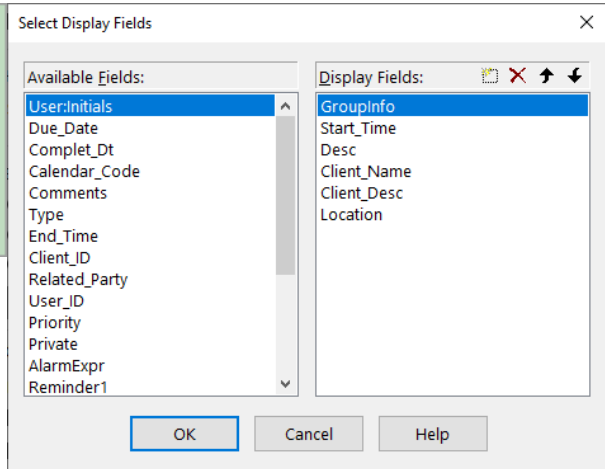 Select Display Fields
Available Fields:
User:Initials
Due_Date
Complet_Dt
Calendar_Code
Comments
Type
End_Time
Client_ID
Related_Party
User_ID
Priority
Private
AlarmExpr
Reminder1
Display Fields:
GroupInfo
Start_Time
Desc
Client_Name
Client_Desc
Location
OK
Cancel
Help